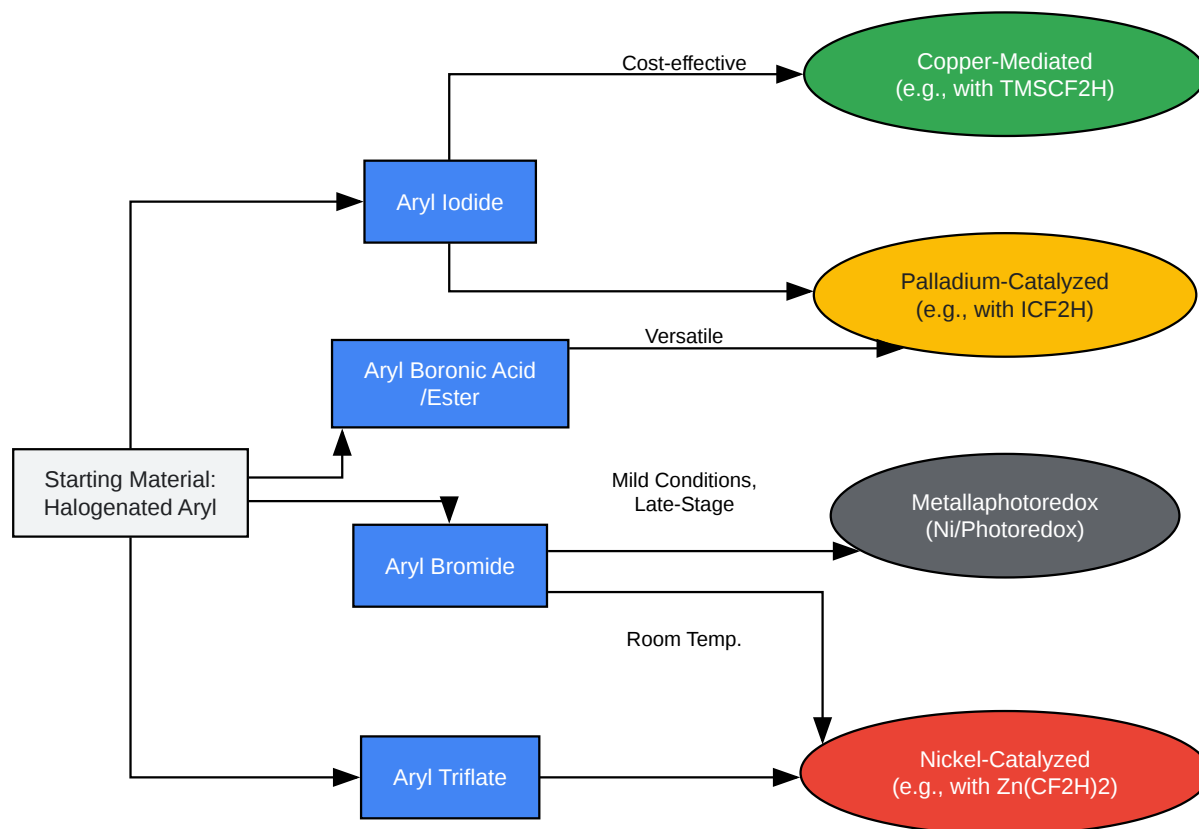 Cost-effective
Copper-Mediated
(e.g., with TMSCF2H)
Aryl Iodide
Palladium-Catalyzed
(e.g., with ICF2H)
Versatile
Aryl Boronic Acid
/Ester
Starting Material:
Halogenated Aryl
Mild Conditions,
Late-Stage
Metallaphotoredox
(Ni/Photoredox)
Aryl Bromide
Room Temp.
Aryl Triflate
Nickel-Catalyzed
(e.g., with Zn(CF2H)2)